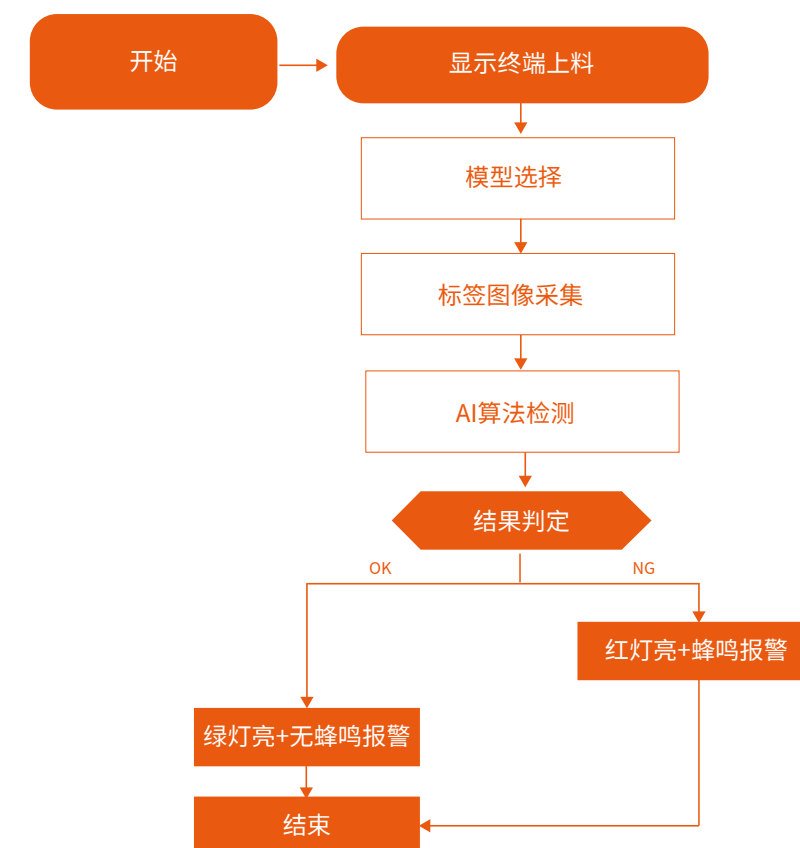 开始
显示终端上料
模型选择
标签图像采集
AI算法检测
结果判定
OK
NG
红灯亮+蜂鸣报警
绿灯亮+无蜂鸣报警
结束